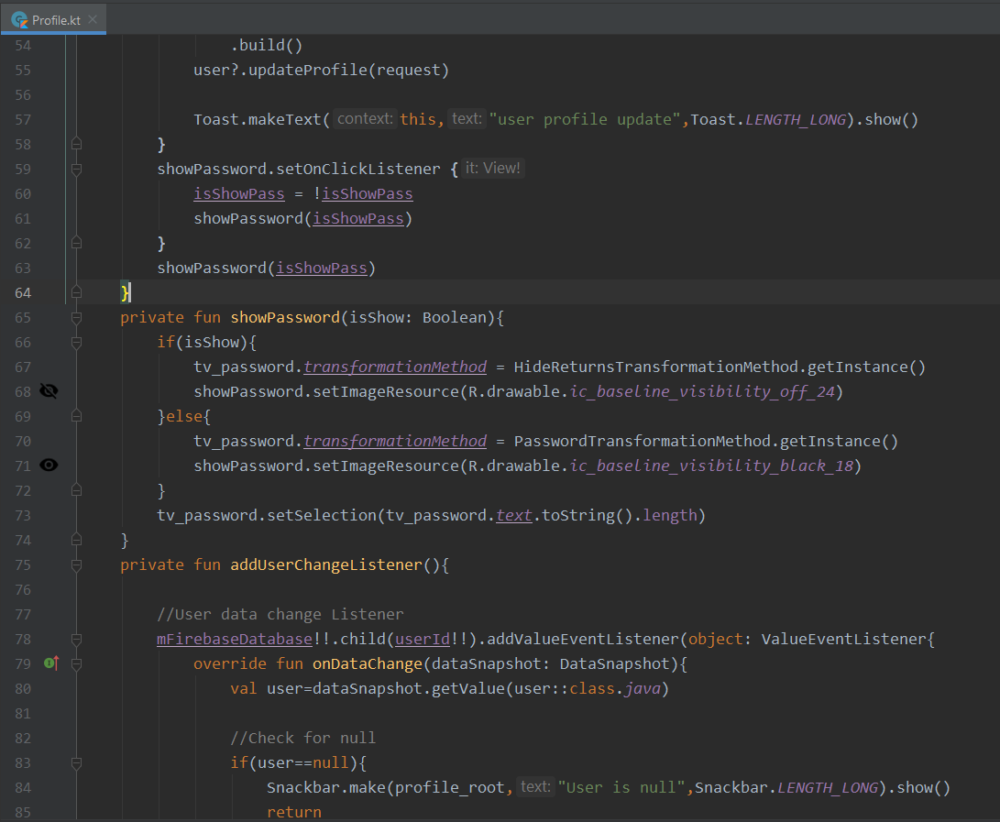 Profile.kt
54 .build()
55 user?.updateProfile(request)
56
57 Toast.makeText( context: this, text: "user profile update",Toast.LENGTH_LONG).show()
58 }
59 showPassword.setOnClickListener { it: View!
60 isShowPass = !isShowPass
61 showPassword(isShowPass)
62 }
63 showPassword(isShowPass)
64 }
65 private fun showPassword(isShow: Boolean){
66 if(isShow){
67 tv_password.transformationMethod = HideReturnsTransformationMethod.getInstance()
68 showPassword.setImageResource(R.drawable.ic_baseline_visibility_off_24)
69 }else{
70 tv_password.transformationMethod = PasswordTransformationMethod.getInstance()
71 showPassword.setImageResource(R.drawable.ic_baseline_visibility_black_18)
72 }
73 tv_password.setSelection(tv_password.text.toString().length)
74 }
75 private fun addUserChangeListener(){
76
77 //User data change Listener
78 mFirebaseDatabase!!.child(userId!!).addValueEventListener(object: ValueEventListener{
79 override fun onDataChange(dataSnapshot: DataSnapshot){
80 val user=dataSnapshot.getValue(user::class.java)
81
82 //Check for null
83 if(user==null){
84 Snackbar.make(profile_root, text: "User is null",Snackbar.LENGTH_LONG).show()
85 return